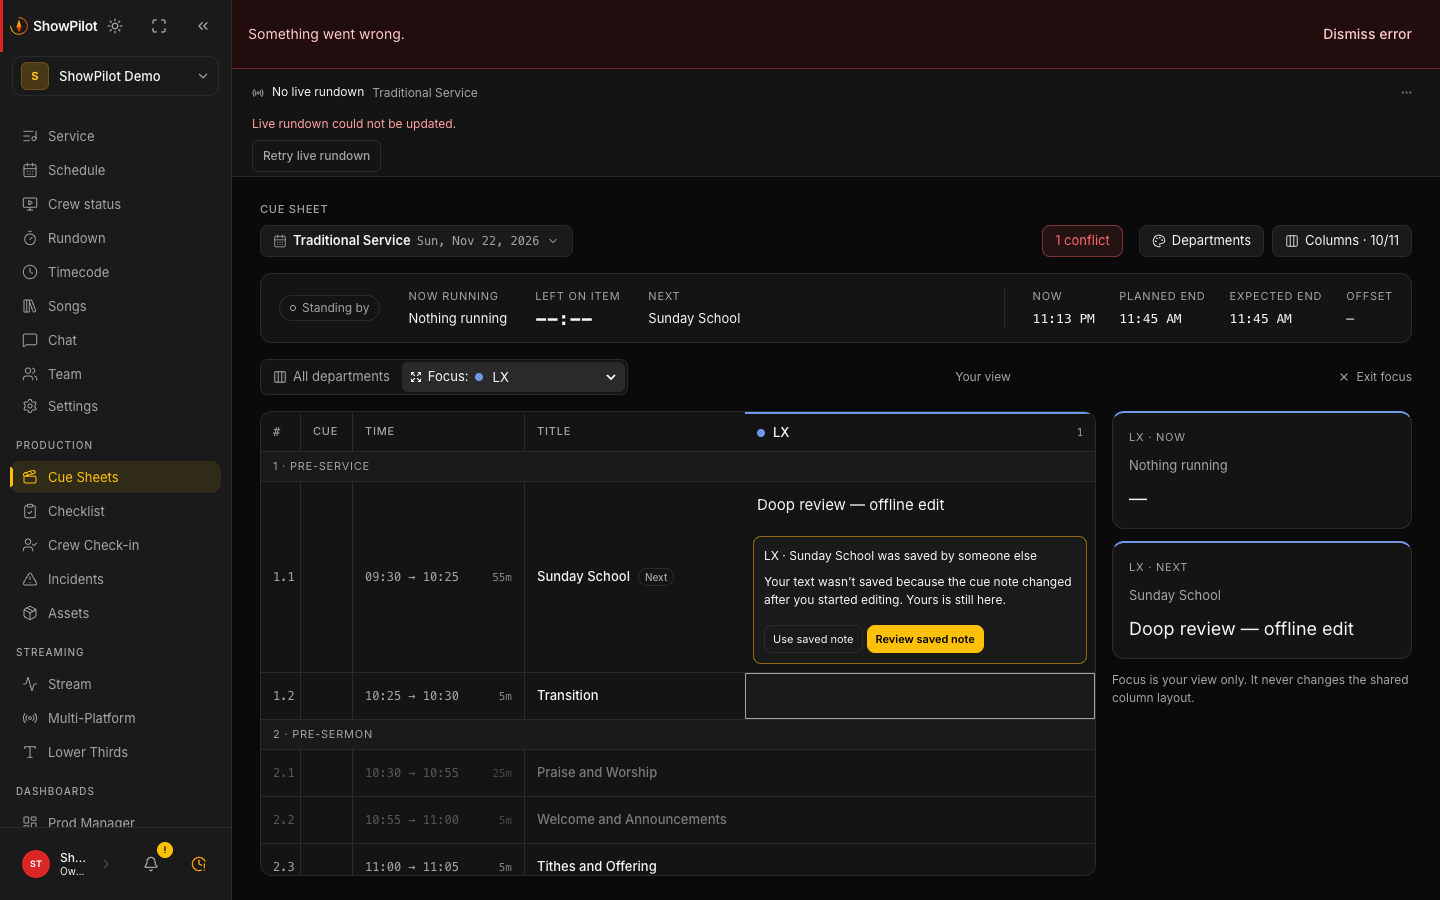 ShowPilot
S ShowPilot Demo
Service
Schedule
Crew status
Rundown
Timecode
Songs
Chat
Team
Settings
PRODUCTION
Cue Sheets
Checklist
Crew Check-in
Incidents
Assets
STREAMING
Stream
Multi-Platform
Lower Thirds
DASHBOARDS
Prod Manager
ST Sh...
Ow...
!
Something went wrong. Dismiss error
No live rundown Traditional Service
Live rundown could not be updated.
Retry live rundown
CUE SHEET
Traditional Service Sun, Nov 22, 2026
1 conflict Departments Columns · 10/11
Standing by
NOW RUNNING
Nothing running
LEFT ON ITEM
——:——
NEXT
Sunday School
NOW
11:13 PM
PLANNED END
11:45 AM
EXPECTED END
11:45 AM
OFFSET
—
All departments Focus: LX Your view Exit focus
# CUE TIME TITLE LX 1
1 · PRE-SERVICE
1.1 09:30 → 10:25 55m Sunday School Next
Doop review — offline edit
LX · Sunday School was saved by someone else
Your text wasn't saved because the cue note changed
after you started editing. Yours is still here.
Use saved note Review saved note
1.2 10:25 → 10:30 5m Transition
2 · PRE-SERMON
2.1 10:30 → 10:55 25m Praise and Worship
2.2 10:55 → 11:00 5m Welcome and Announcements
2.3 11:00 → 11:05 5m Tithes and Offering
LX · NOW
Nothing running
—
LX · NEXT
Sunday School
Doop review — offline edit
Focus is your view only. It never changes the shared
column layout.